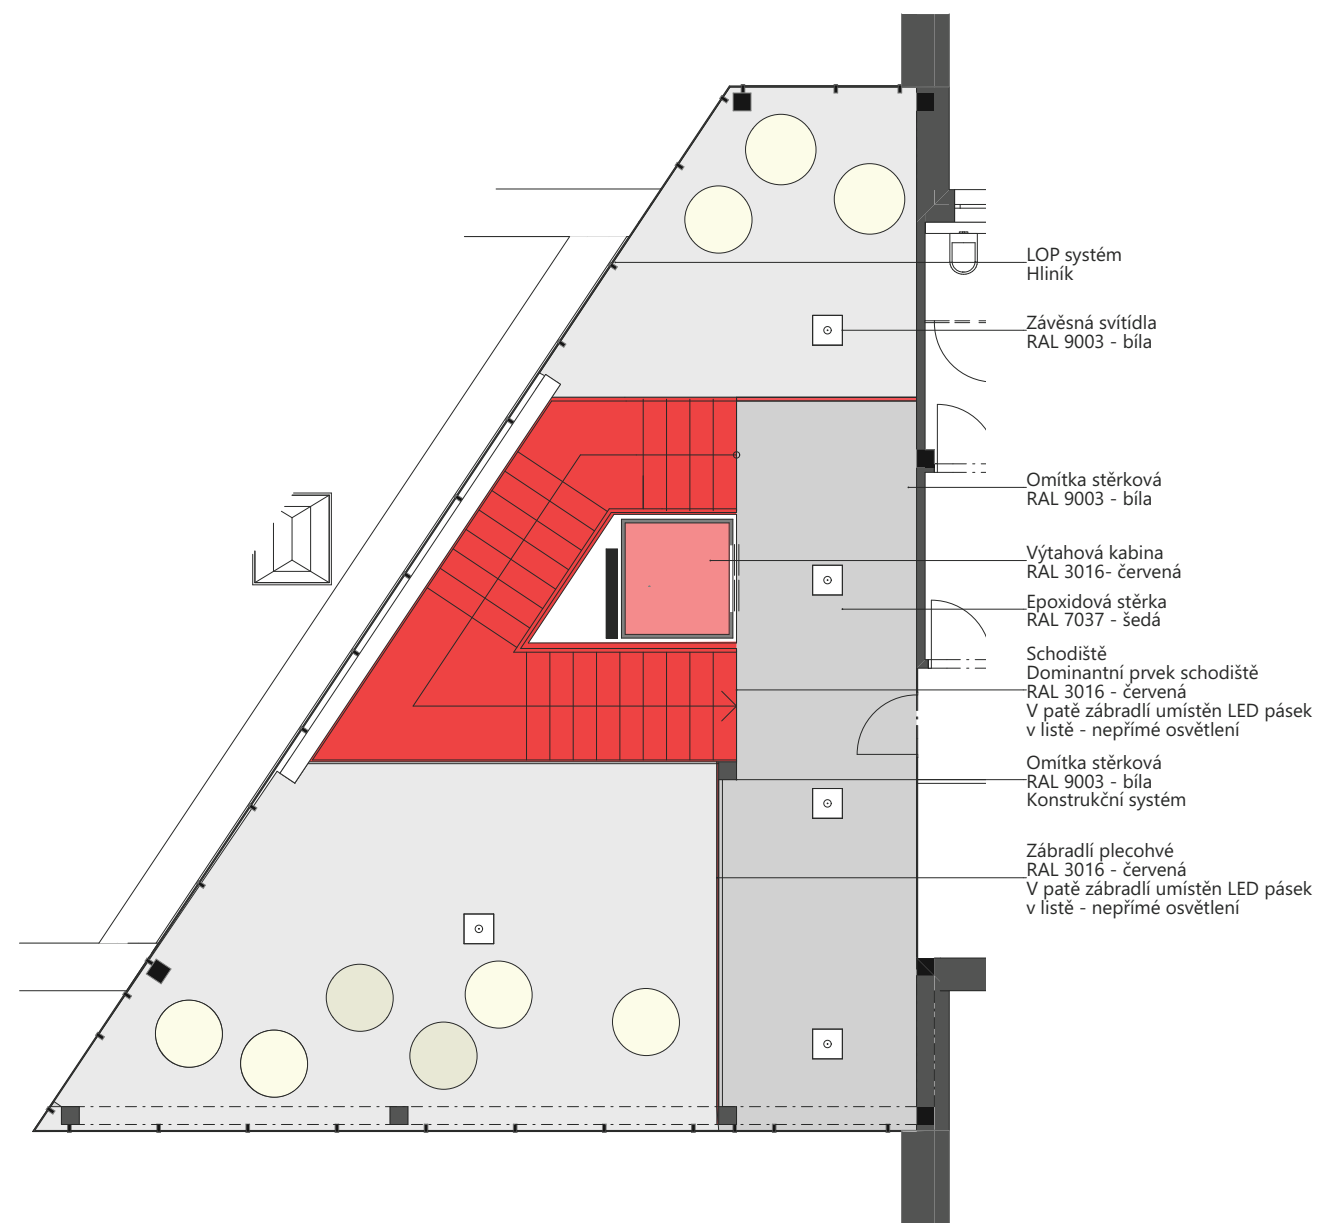 LOP systém
Hliník
Závěsná svítídla
RAL 9003 - bíla
Omítka stěrková
RAL 9003 - bíla
Výtahová kabina
RAL 3016- červená
Epoxidová stěrka
RAL 7037 - šedá
Schodiště
Dominantní prvek schodiště
RAL 3016 - červená
V patě zábradlí umístěn LED pásek
v listě - nepřímé osvětlení
Omítka stěrková
RAL 9003 - bíla
Konstrukční systém
Zábradlí plecohvé
RAL 3016 - červená
V patě zábradlí umístěn LED pásek
v listě - nepřímé osvětlení